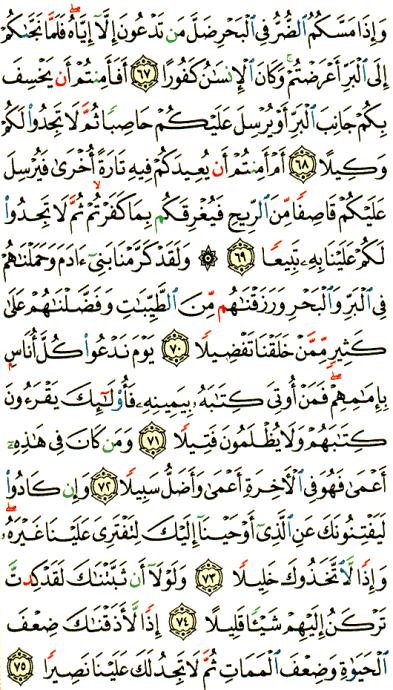 وَإِذَا مَسَّكُمُ ٱلضُّرُّ فِى ٱلْبَحْرِ ضَلَّ مَن تَدْعُونَ إِلَّآ إِيَّاهُ ۖ فَلَمَّا نَجَّىٰكُمْ
إِلَى ٱلْبَرِّ أَعْرَضْتُمْ ۚ وَكَانَ ٱلْإِنسَٰنُ كَفُورًا ٦٧ أَفَأَمِنتُمْ أَن يَخْسِفَ
بِكُمْ جَانِبَ ٱلْبَرِّ أَوْ يُرْسِلَ عَلَيْكُمْ حَاصِبًا ثُمَّ لَا تَجِدُوا۟ لَكُمْ
وَكِيلًا ٦٨ أَمْ أَمِنتُمْ أَن يُعِيدَكُمْ فِيهِ تَارَةً أُخْرَىٰ فَيُرْسِلَ
عَلَيْكُمْ قَاصِفًا مِّنَ ٱلرِّيحِ فَيُغْرِقَكُم بِمَا كَفَرْتُمْ ۙ ثُمَّ لَا تَجِدُوا۟
لَكُمْ عَلَيْنَا بِهِۦ تَبِيعًا ٦٩ ۞ وَلَقَدْ كَرَّمْنَا بَنِىٓ ءَادَمَ وَحَمَلْنَٰهُمْ
فِى ٱلْبَرِّ وَٱلْبَحْرِ وَرَزَقْنَٰهُم مِّنَ ٱلطَّيِّبَٰتِ وَفَضَّلْنَٰهُمْ عَلَىٰ
كَثِيرٍ مِّمَّنْ خَلَقْنَا تَفْضِيلًا ٧٠ يَوْمَ نَدْعُوا۟ كُلَّ أُنَاسٍۭ
بِإِمَٰمِهِمْ ۖ فَمَنْ أُوتِىَ كِتَٰبَهُۥ بِيَمِينِهِۦ فَأُو۟لَٰٓئِكَ يَقْرَءُونَ
كِتَٰبَهُمْ وَلَا يُظْلَمُونَ فَتِيلًا ٧١ وَمَن كَانَ فِى هَٰذِهِۦٓ
أَعْمَىٰ فَهُوَ فِى ٱلْءَاخِرَةِ أَعْمَىٰ وَأَضَلُّ سَبِيلًا ٧٢ وَإِن كَادُوا۟
لَيَفْتِنُونَكَ عَنِ ٱلَّذِىٓ أَوْحَيْنَآ إِلَيْكَ لِتَفْتَرِىَ عَلَيْنَا غَيْرَهُۥ ۖ
وَإِذًا لَّٱتَّخَذُوكَ خَلِيلًا ٧٣ وَلَوْلَآ أَن ثَبَّتْنَٰكَ لَقَدْ كِدتَّ
تَرْكَنُ إِلَيْهِمْ شَيْـًٔا قَلِيلًا ٧٤ إِذًا لَّأَذَقْنَٰكَ ضِعْفَ
ٱلْحَيَوٰةِ وَضِعْفَ ٱلْمَمَاتِ ثُمَّ لَا تَجِدُ لَكَ عَلَيْنَا نَصِيرًا ٧٥